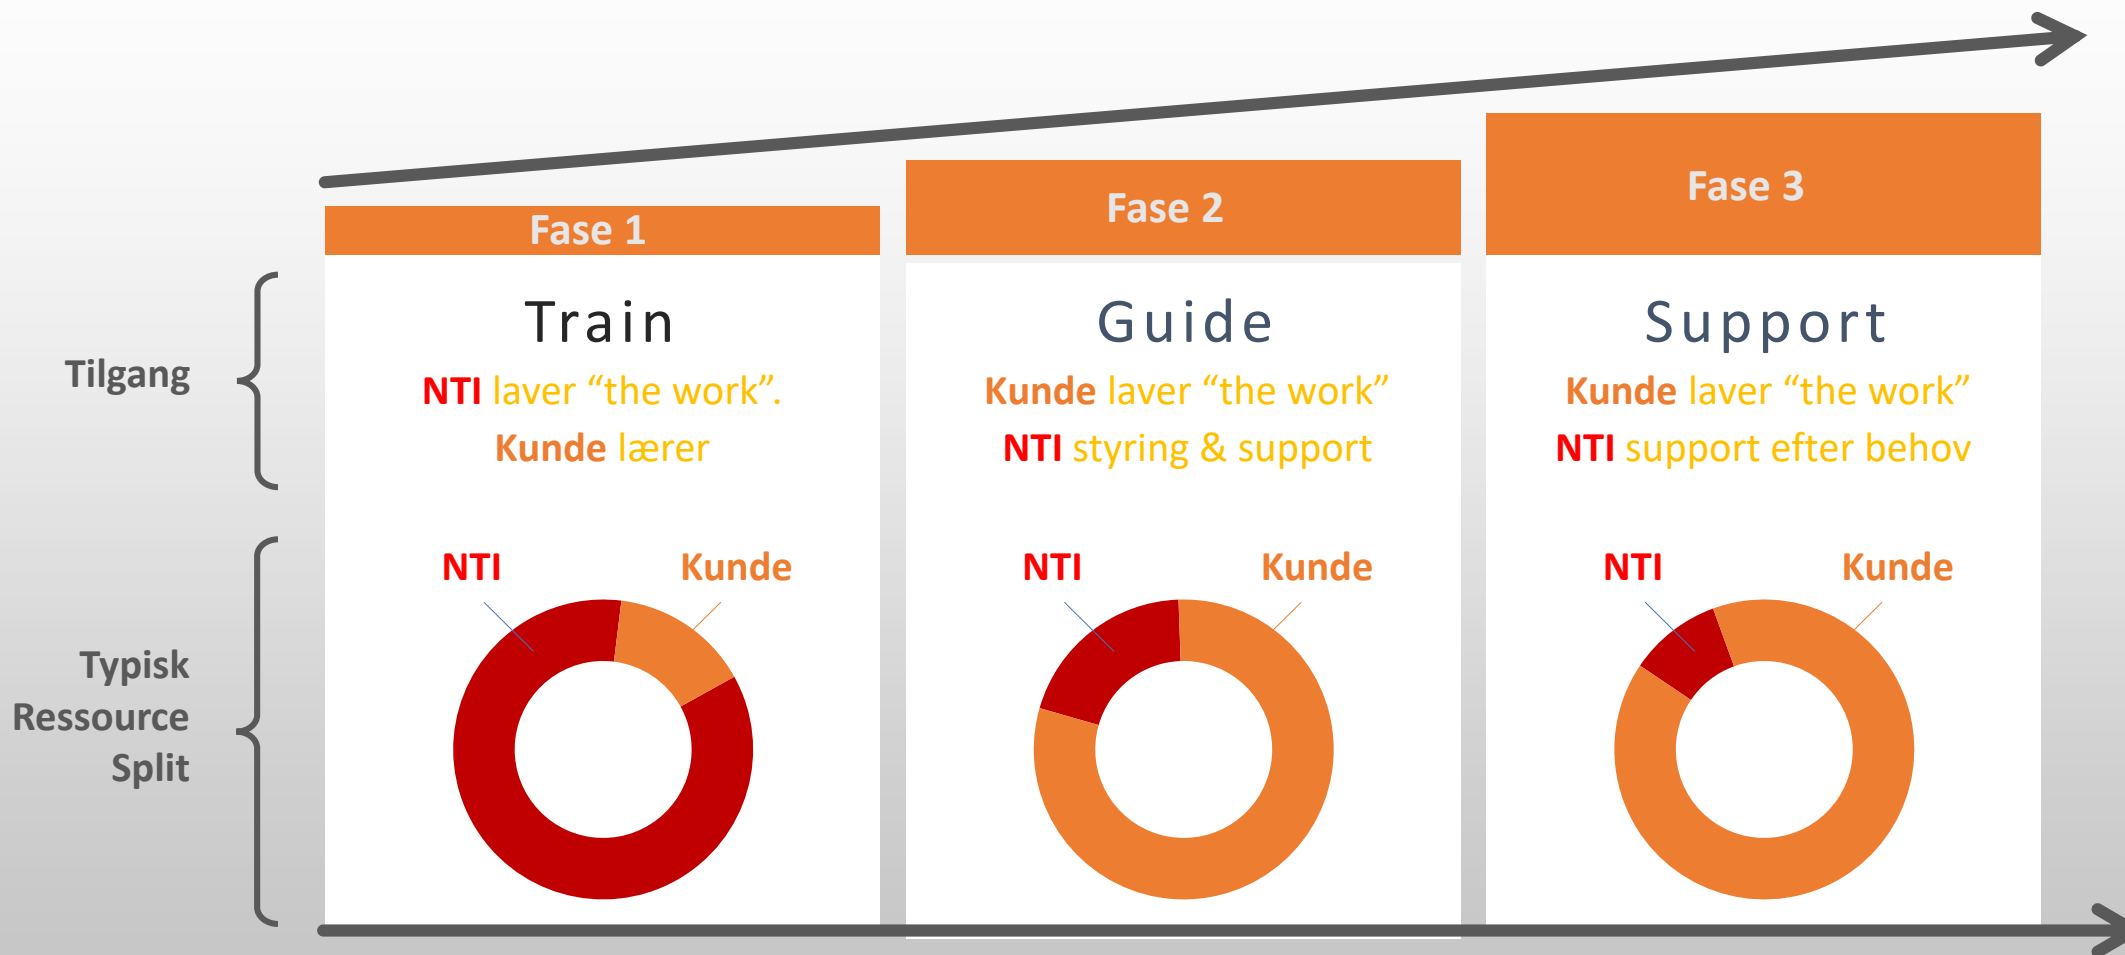 Fase 1
Fase 2
Fase 3
Tilgang
Train
NTI laver “the work”.
Kunde lærer
Guide
Kunde laver “the work”
NTI styring & support
Support
Kunde laver “the work”
NTI support efter behov
Typisk
Ressource
Split
NTI
Kunde
NTI
Kunde
NTI
Kunde